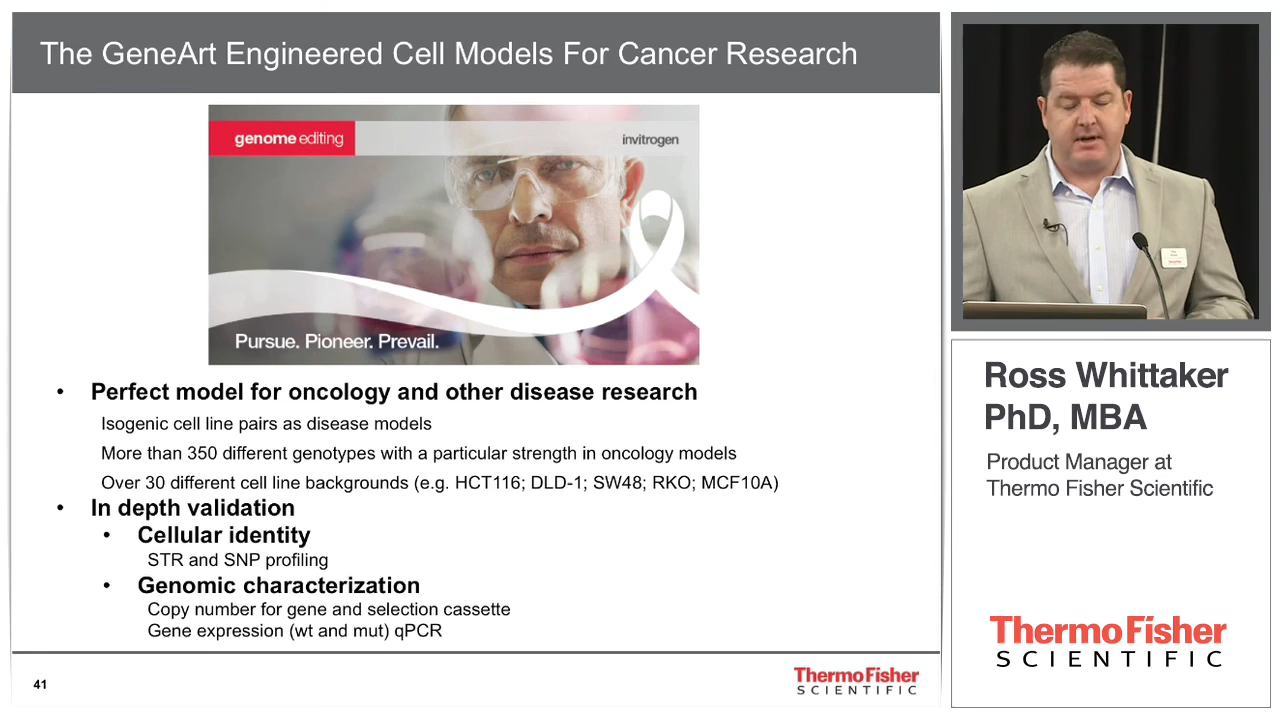 The GeneArt Engineered Cell Models For Cancer Research
genome editing
invitrogen
Pursue. Pioneer. Prevail.
• Perfect model for oncology and other disease research
Isogenic cell line pairs as disease models
More than 350 different genotypes with a particular strength in oncology models
Over 30 different cell line backgrounds (e.g. HCT116; DLD-1; SW48; RKO; MCF10A)
• In depth validation
• Cellular identity
STR and SNP profiling
• Genomic characterization
Copy number for gene and selection cassette
Gene expression (wt and mut) qPCR
41
ThermoFisher
SCIENTIFIC
Ross Whittaker
PhD, MBA
Product Manager at
Thermo Fisher Scientific
ThermoFisher
SCIENTIFIC